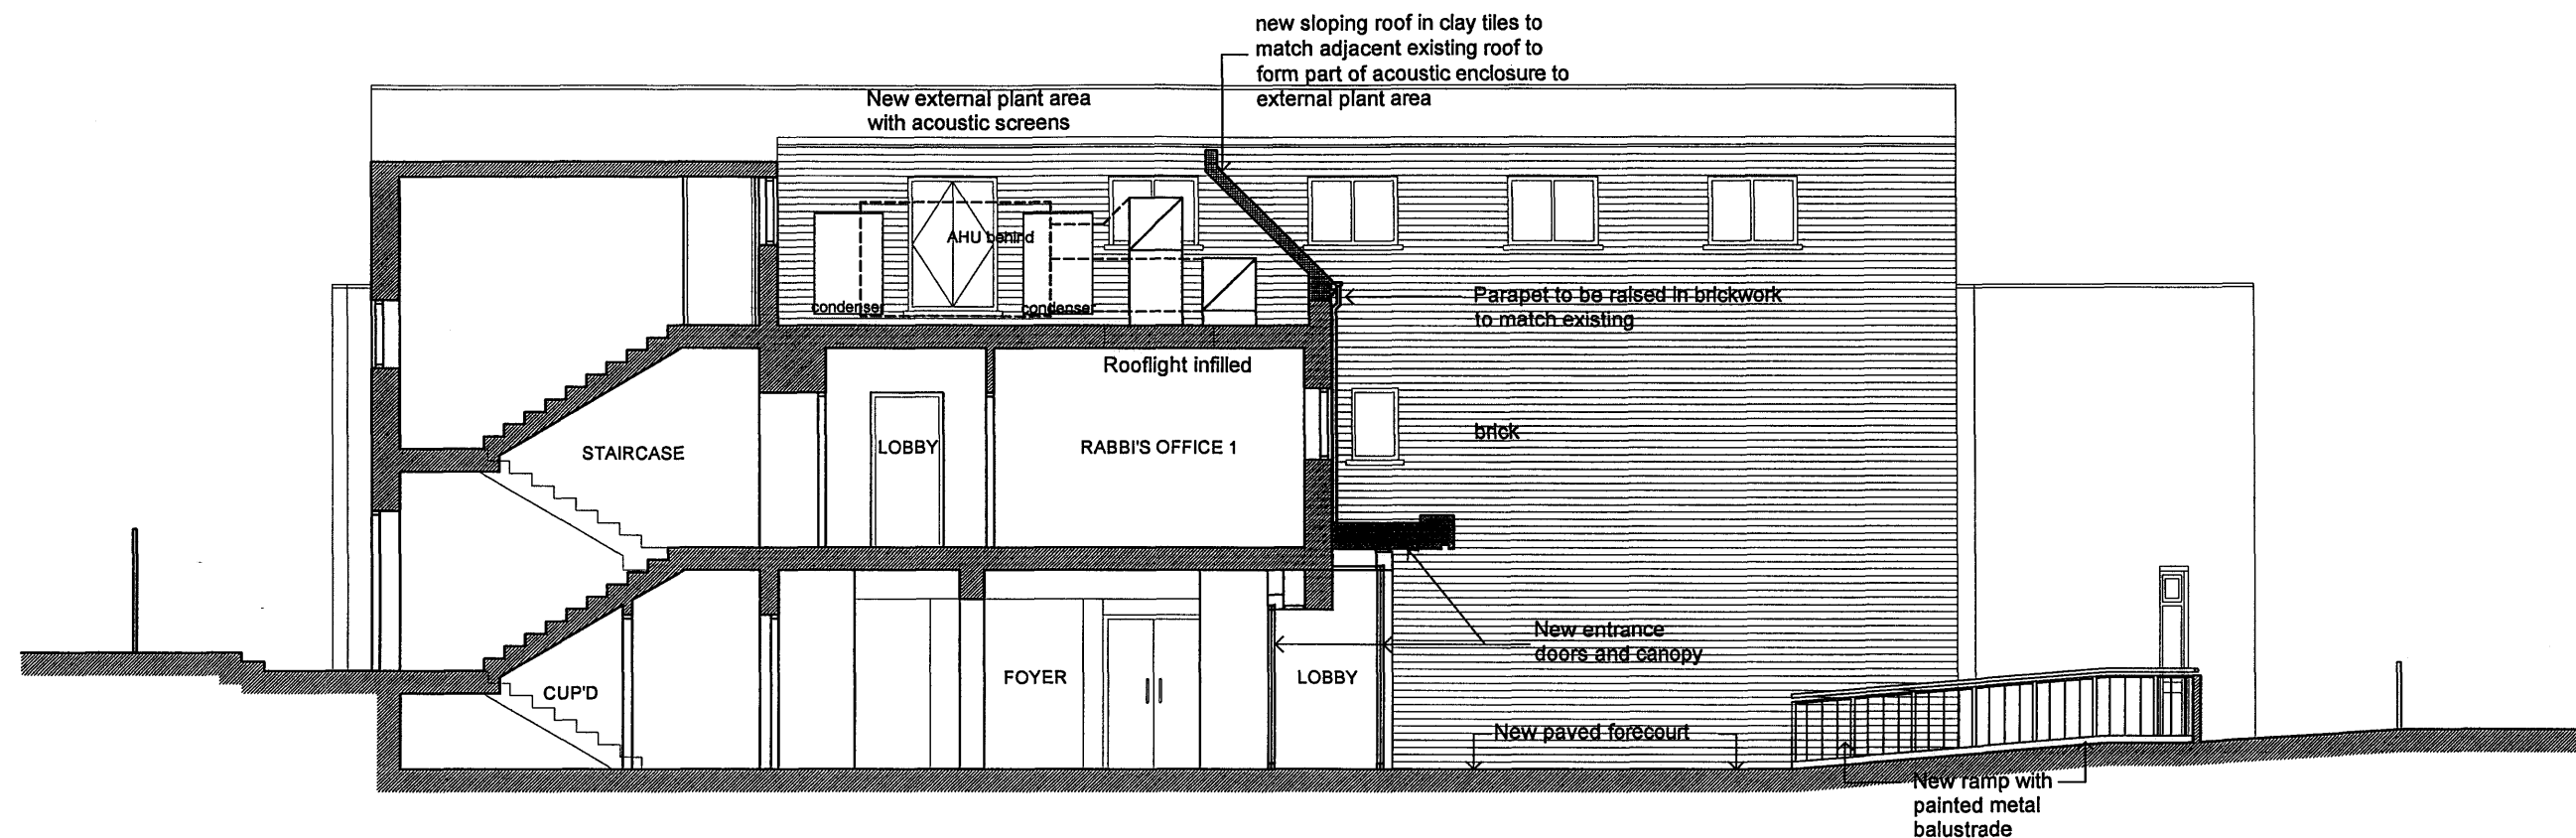 new sloping roof in clay tiles to
match adjacent existing roof to
form part of acoustic enclosure to
external plant area
New external plant area
with acoustic screens
AHU behind
condenser
condenser
Parapet to be raised in brickwork
to match existing
Rooflight infilled
STAIRCASE
LOBBY
RABBI'S OFFICE 1
brick
New entrance
doors and canopy
CUP'D
FOYER
LOBBY
New paved forecourt
New ramp with
painted metal
balustrade